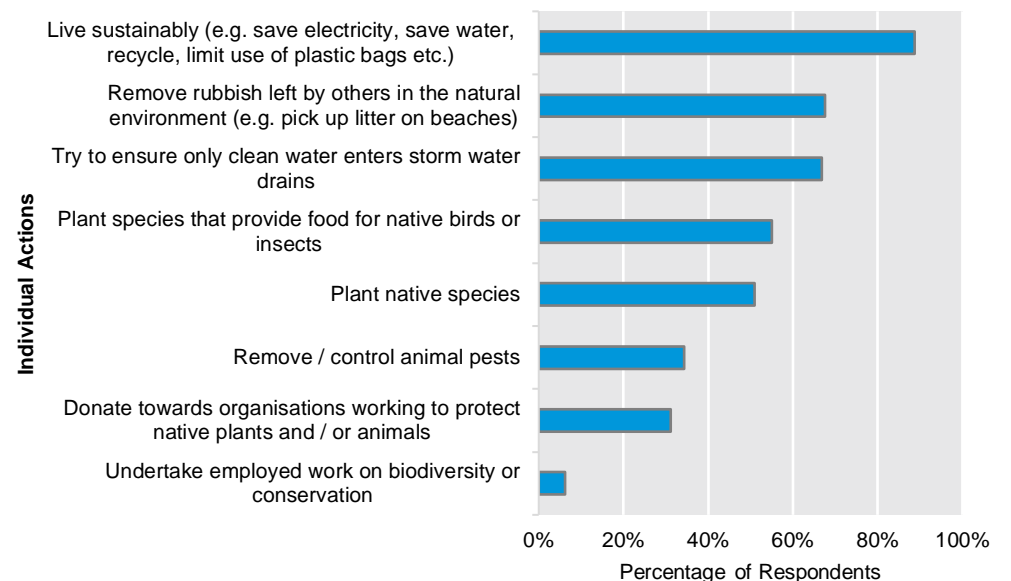 Live sustainably (e.g. save electricity, save water,
recycle, limit use of plastic bags etc.)
Remove rubbish left by others in the natural
environment (e.g. pick up litter on beaches)
Try to ensure only clean water enters storm water
drains
Plant species that provide food for native birds or
insects
Plant native species
Remove / control animal pests
Donate towards organisations working to protect
native plants and / or animals
Undertake employed work on biodiversity or
conservation
Individual Actions
0% 20% 40% 60% 80% 100%
Percentage of Respondents